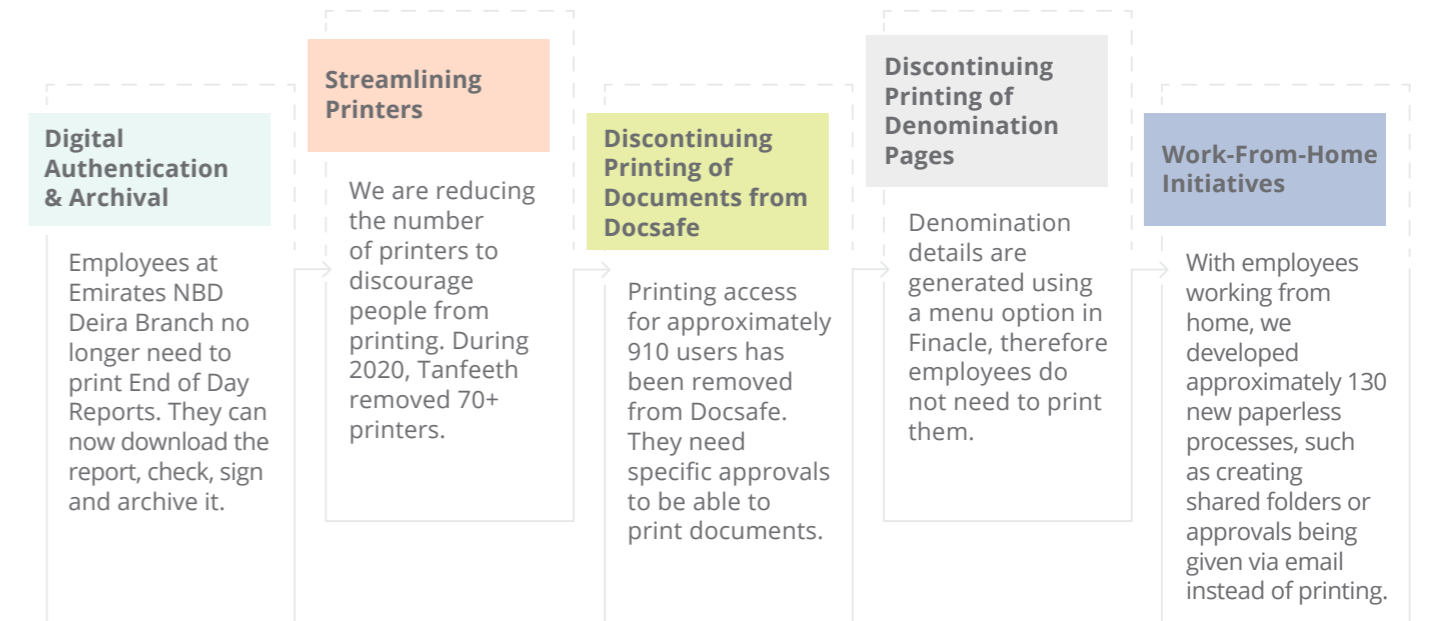 Digital
Authentication
& Archival
Employees at
Emirates NBD
Deira Branch no
longer need to
print End of Day
Reports. They can
now download the
report, check, sign
and archive it.
Streamlining
Printers
We are reducing
the number
of printers to
discourage
people from
printing. During
2020, Tanfeeth
removed 70+
printers.
Discontinuing
Printing of
Documents from
Docsafe
Printing access
for approximately
910 users has
been removed
from Docsafe.
They need
specific approvals
to be able to
print documents.
Discontinuing
Printing of
Denomination
Pages
Denomination
details are
generated using
a menu option in
Finacle, therefore
employees do
not need to print
them.
Work-From-Home
Initiatives
With employees
working from
home, we
developed
approximately 130
new paperless
processes, such
as creating
shared folders or
approvals being
given via email
instead of printing.